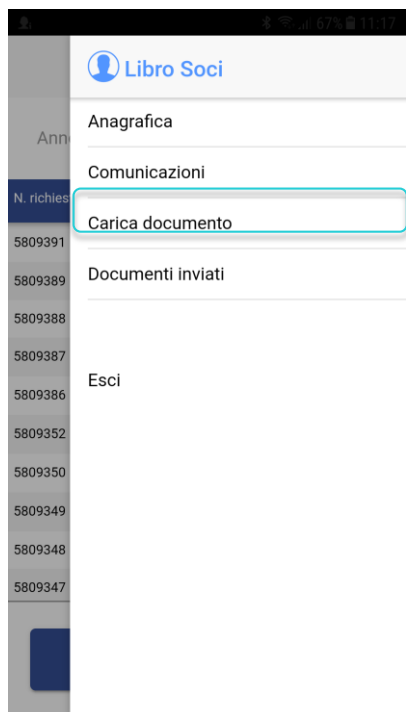 67% 11:17
Libro Soci
Anagrafica
Ann
Comunicazioni
N. richies
Carica documento
5809391
Documenti inviati
5809389
5809388
5809387
Esci
5809386
5809352
5809350
5809349
5809348
5809347